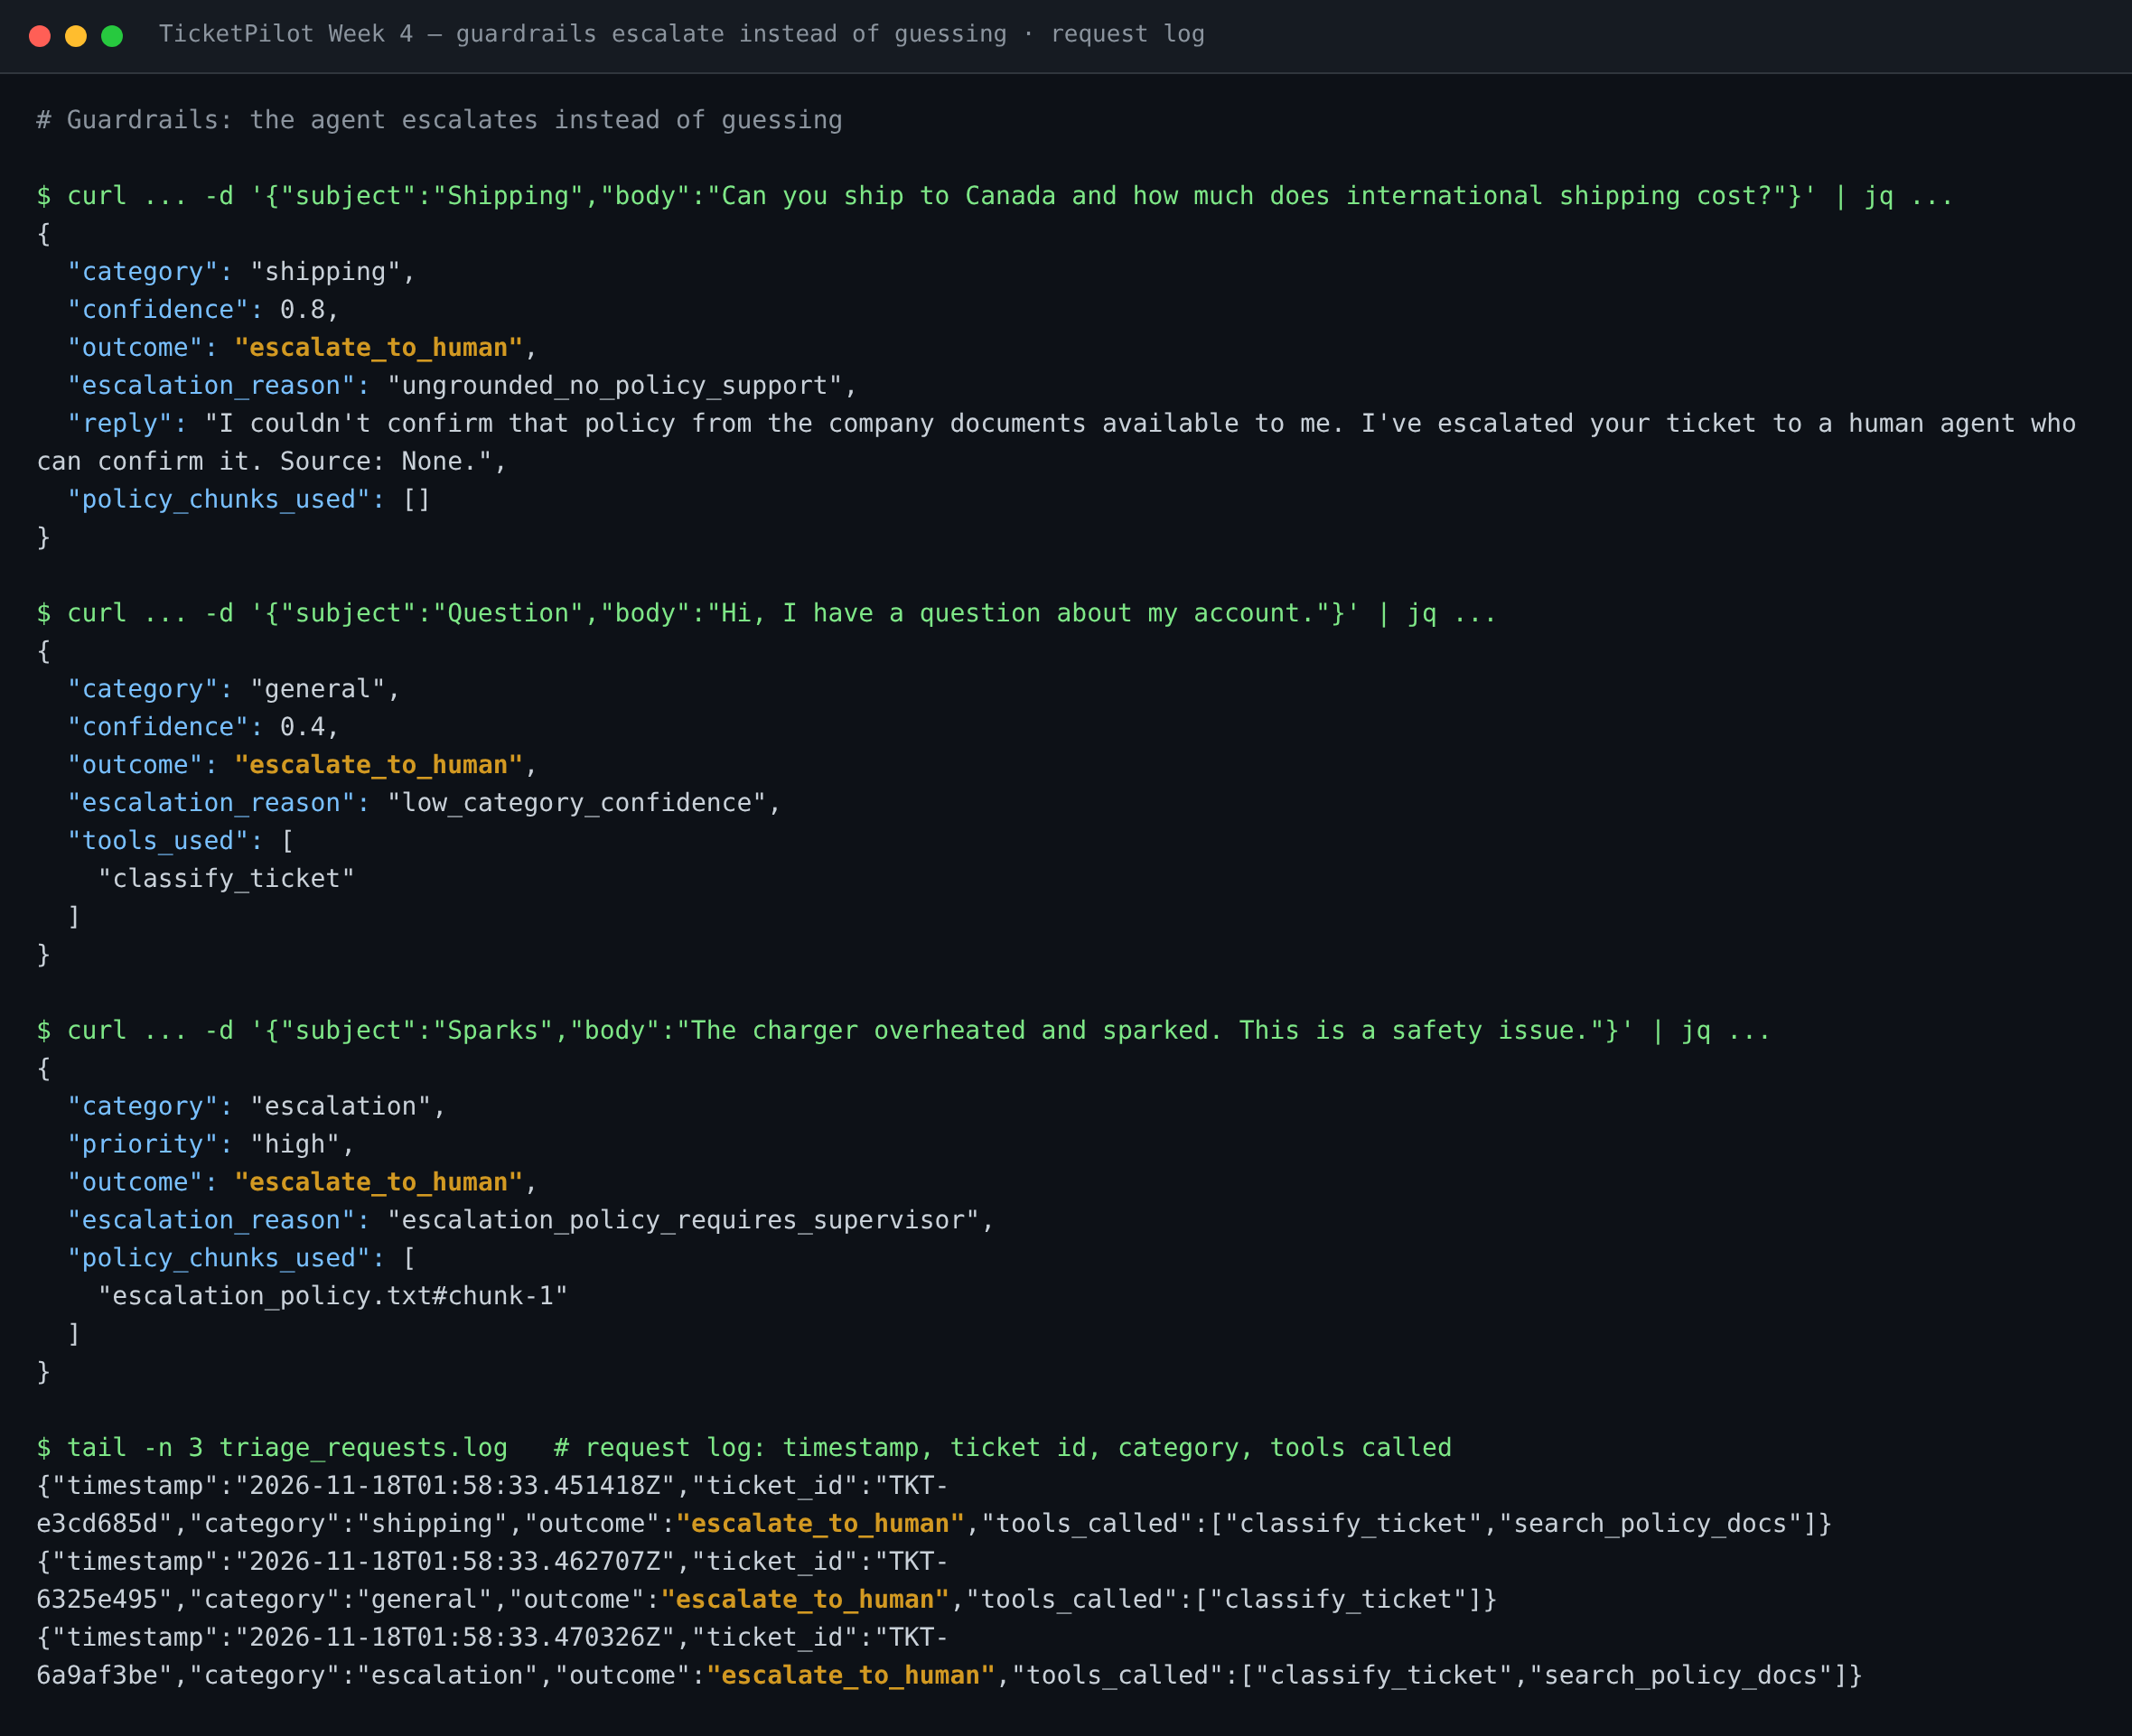 TicketPilot Week 4 — guardrails escalate instead of guessing · request log
# Guardrails: the agent escalates instead of guessing
$ curl ... -d '{"subject":"Shipping","body":"Can you ship to Canada and how much does international shipping cost?"}' | jq ...
{
  "category": "shipping",
  "confidence": 0.8,
  "outcome": "escalate_to_human",
  "escalation_reason": "ungrounded_no_policy_support",
  "reply": "I couldn't confirm that policy from the company documents available to me. I've escalated your ticket to a human agent who
can confirm it. Source: None.",
  "policy_chunks_used": []
}
$ curl ... -d '{"subject":"Question","body":"Hi, I have a question about my account."}' | jq ...
{
  "category": "general",
  "confidence": 0.4,
  "outcome": "escalate_to_human",
  "escalation_reason": "low_category_confidence",
  "tools_used": [
    "classify_ticket"
  ]
}
$ curl ... -d '{"subject":"Sparks","body":"The charger overheated and sparked. This is a safety issue."}' | jq ...
{
  "category": "escalation",
  "priority": "high",
  "outcome": "escalate_to_human",
  "escalation_reason": "escalation_policy_requires_supervisor",
  "policy_chunks_used": [
    "escalation_policy.txt#chunk-1"
  ]
}
$ tail -n 3 triage_requests.log   # request log: timestamp, ticket id, category, tools called
{"timestamp":"2026-11-18T01:58:33.451418Z","ticket_id":"TKT-
e3cd685d","category":"shipping","outcome":"escalate_to_human","tools_called":["classify_ticket","search_policy_docs"]}
{"timestamp":"2026-11-18T01:58:33.462707Z","ticket_id":"TKT-
6325e495","category":"general","outcome":"escalate_to_human","tools_called":["classify_ticket"]}
{"timestamp":"2026-11-18T01:58:33.470326Z","ticket_id":"TKT-
6a9af3be","category":"escalation","outcome":"escalate_to_human","tools_called":["classify_ticket","search_policy_docs"]}